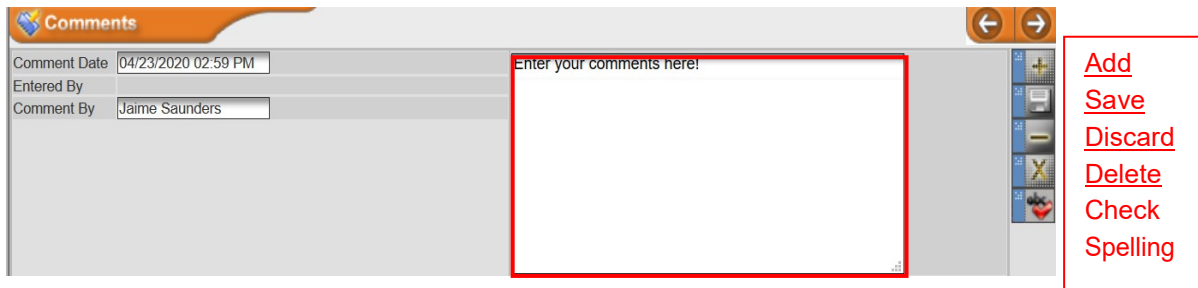 Comments
Comment Date 04/23/2020 02:59 PM
Entered By
Comment By Jaime Saunders
Enter your comments here!
abc
Add
Save
Discard
Delete
Check
Spelling